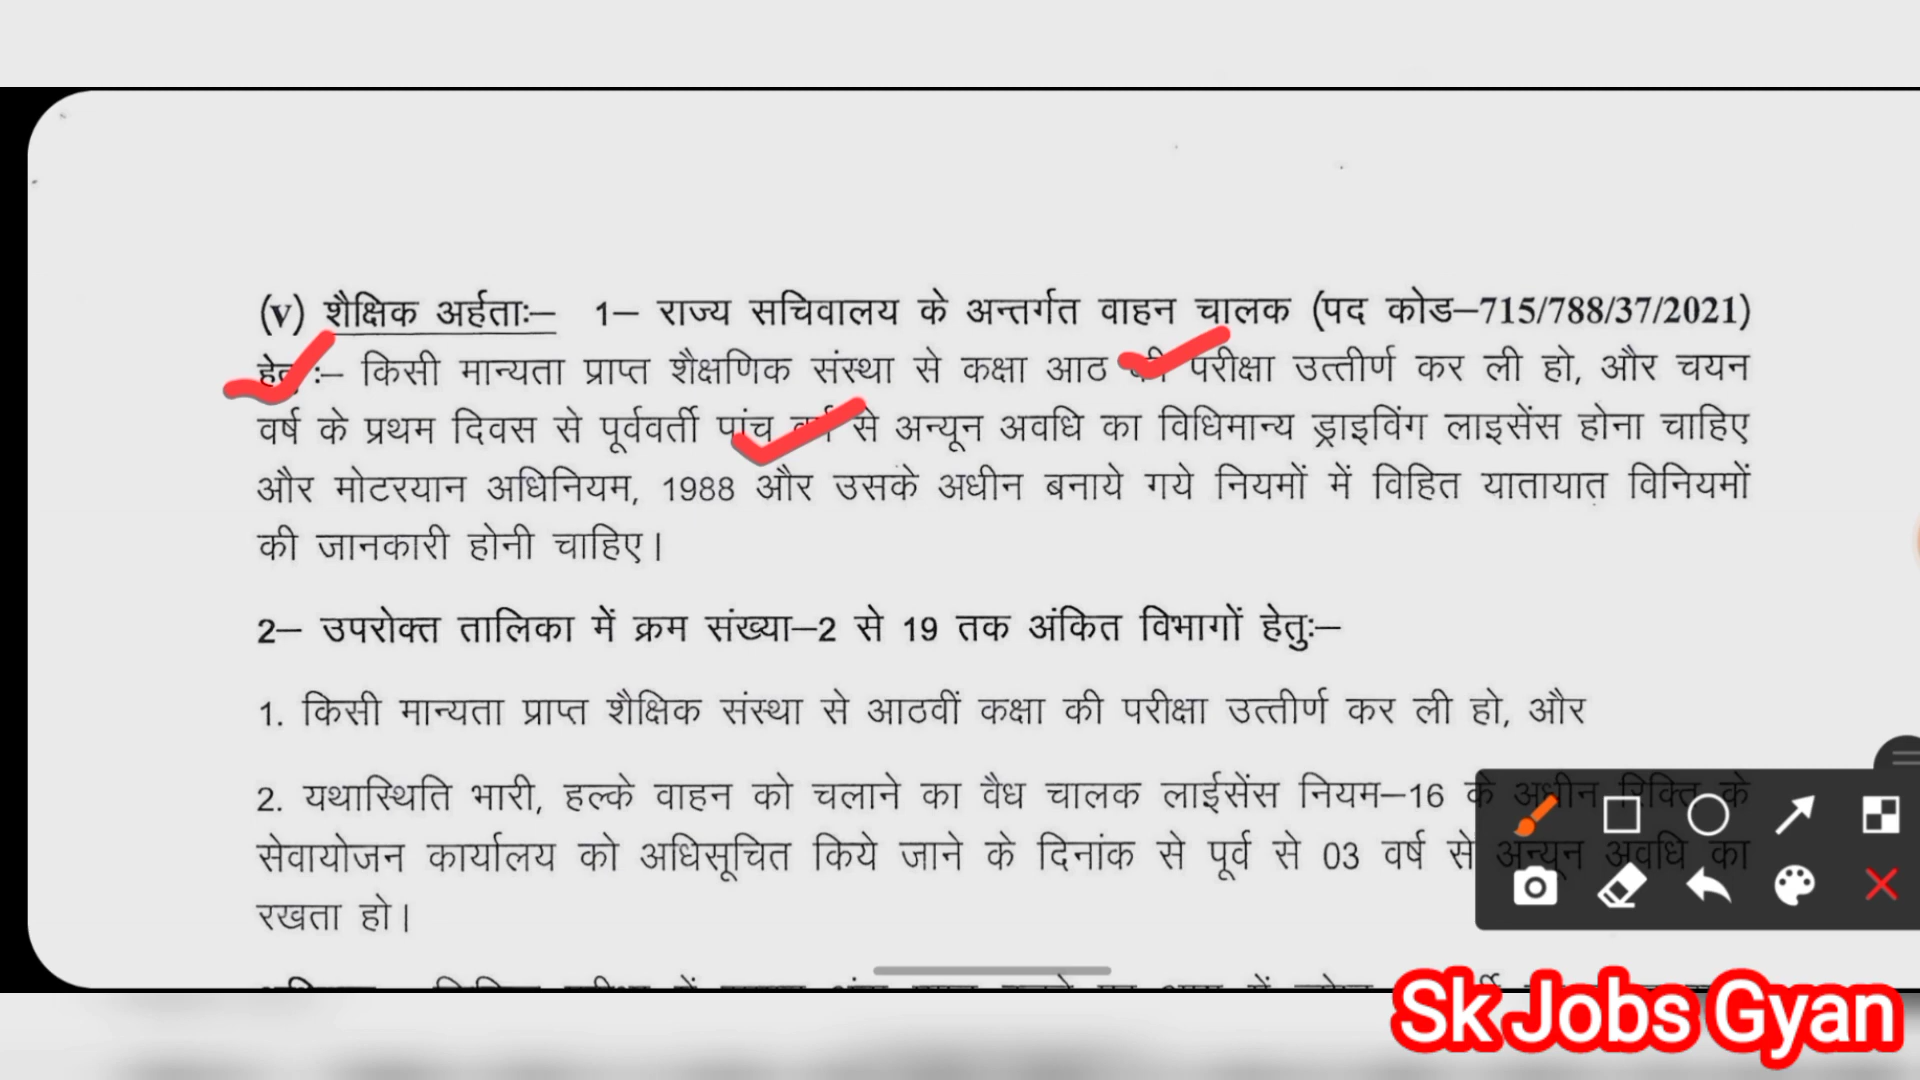 (v) शैक्षिक अर्हताः– 1– राज्य सचिवालय के अन्तर्गत वाहन चालक (पद कोड–715/788/37/2021)
:– किसी मान्यता प्राप्त शैक्षणिक संस्था से कक्षा आठ की परीक्षा उत्तीर्ण कर ली हो, और चयन
वर्ष के प्रथम दिवस से पूर्ववर्ती पांच वर्ष से अन्यून अवधि का विधिमान्य ड्राइविंग लाइसेंस होना चाहिए
और मोटरयान अधिनियम, 1988 और उसके अधीन बनाये गये नियमों में विहित यातायात विनियमों
की जानकारी होनी चाहिए।
2– उपरोक्त तालिका में क्रम संख्या–2 से 19 तक अंकित विभागों हेतुः–
1. किसी मान्यता प्राप्त शैक्षिक संस्था से आठवीं कक्षा की परीक्षा उत्तीर्ण कर ली हो, और
2. यथास्थिति भारी, हल्के वाहन को चलाने का वैध चालक लाईसेंस नियम–16 के अधीन रिक्ति के
सेवायोजन कार्यालय को अधिसूचित किये जाने के दिनांक से पूर्व से 03 वर्ष से अन्यून अवधि का
रखता हो।
Sk Jobs Gyan